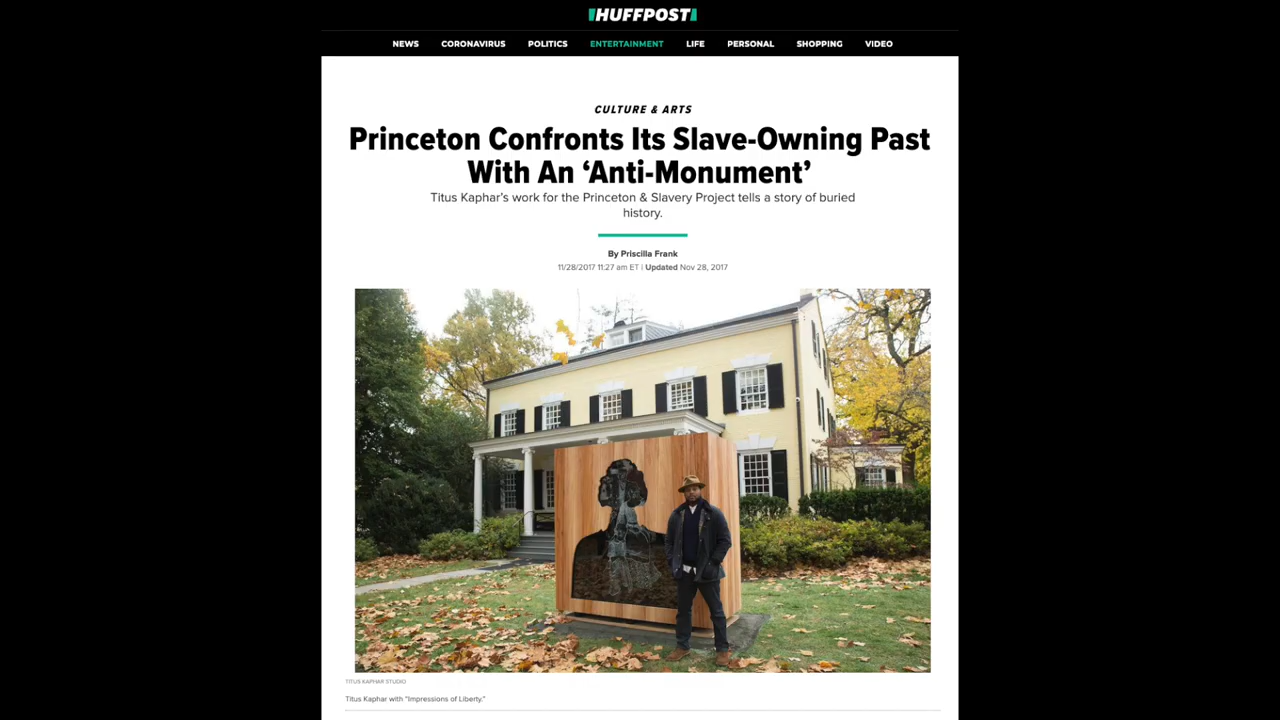 HUFFPOST
NEWS CORONAVIRUS POLITICS ENTERTAINMENT LIFE PERSONAL SHOPPING VIDEO
CULTURE & ARTS
Princeton Confronts Its Slave-Owning Past
With An ‘Anti-Monument’
Titus Kaphar’s work for the Princeton & Slavery Project tells a story of buried
history.
By Priscilla Frank
11/28/2017 11:27 am ET | Updated Nov 28, 2017
TITUS KAPHAR STUDIO
Titus Kaphar with "Impressions of Liberty."